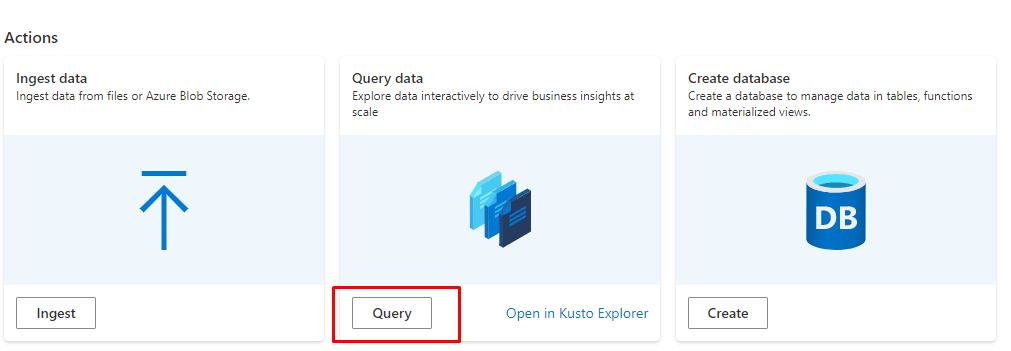 Actions
Ingest data
Ingest data from files or Azure Blob Storage.
Query data
Explore data interactively to drive business insights at
scale
Create database
Create a database to manage data in tables, functions
and materialized views.
DB
Ingest
Query
Open in Kusto Explorer
Create